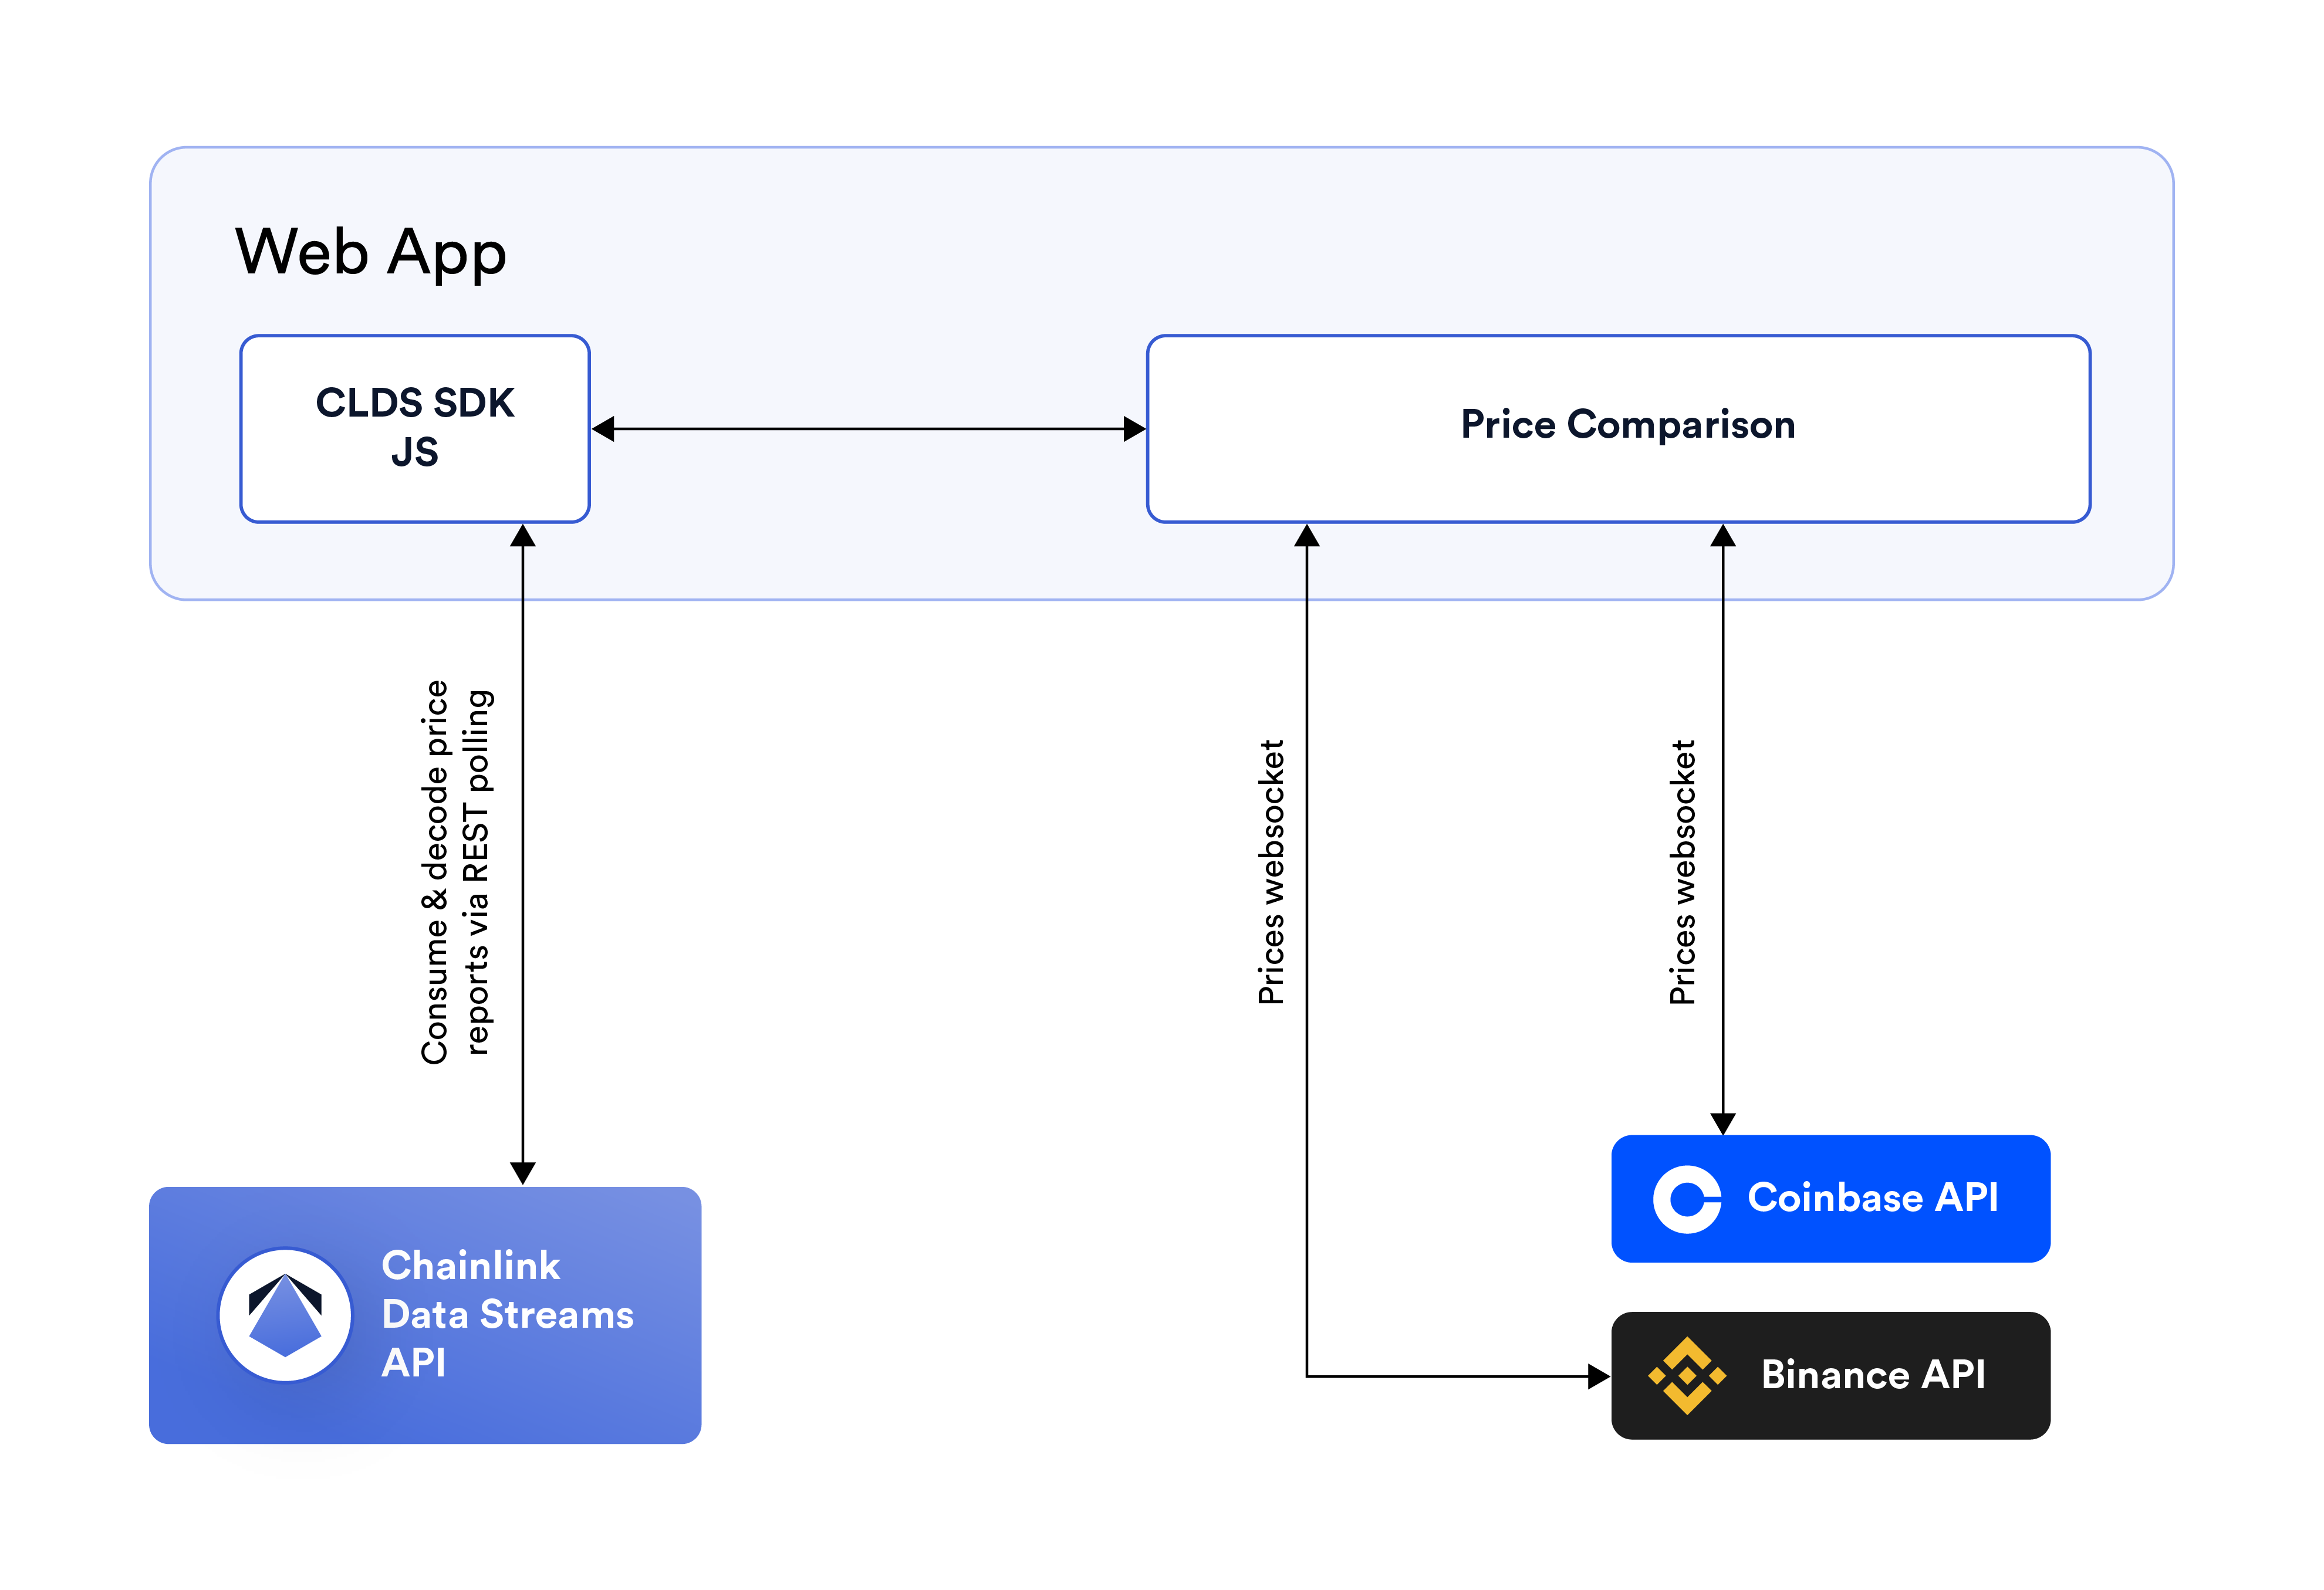 Web App
CLDS SDK
JS
Price Comparison
Consume & decode price
reports via REST polling
Prices websocket
Prices websocket
Chainlink
Data Streams
API
Coinbase API
Binance API